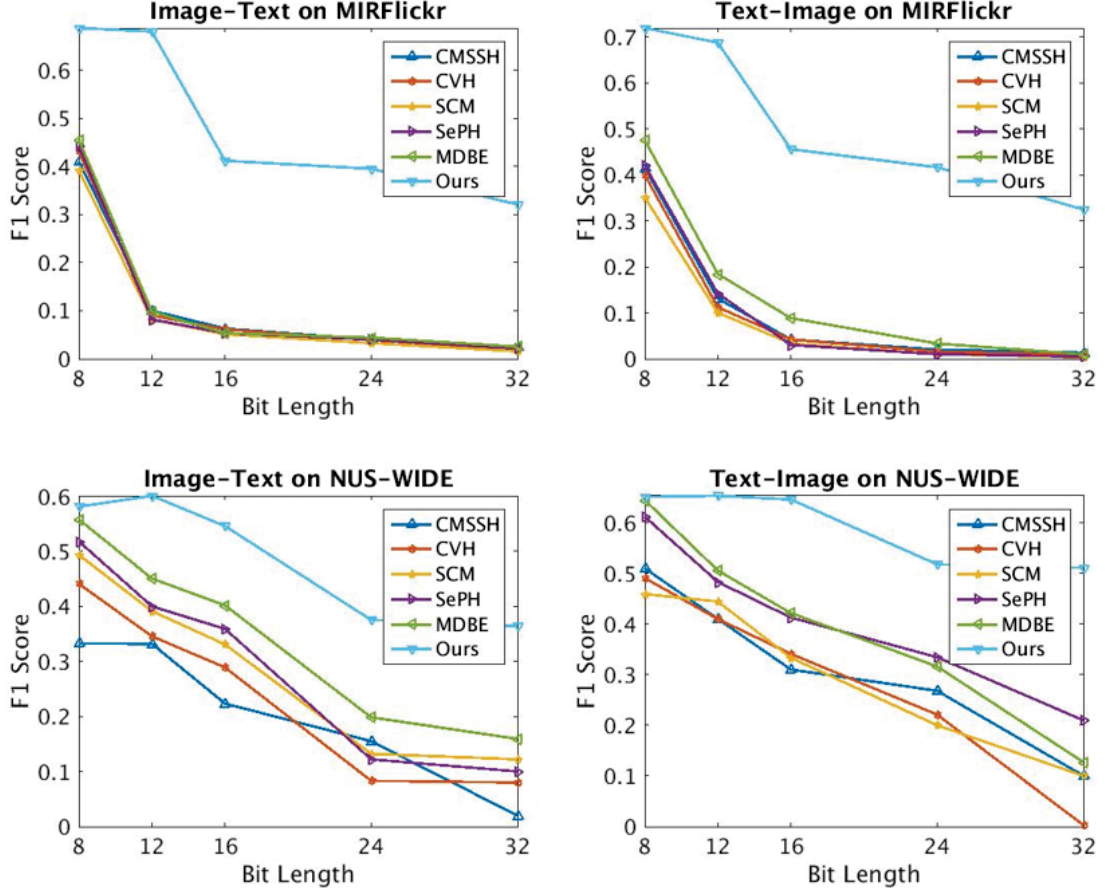 Image-Text on MIRFlickr
0.6
0.5
0.4
0.3
0.2
0.1
0
F1 Score
8 12 16 24 32
Bit Length
CMSSH
CVH
SCM
SePH
MDBE
Ours
Text-Image on MIRFlickr
0.7
0.6
0.5
0.4
0.3
0.2
0.1
0
F1 Score
8 12 16 24 32
Bit Length
CMSSH
CVH
SCM
SePH
MDBE
Ours
Image-Text on NUS-WIDE
0.6
0.5
0.4
0.3
0.2
0.1
0
F1 Score
8 12 16 24 32
Bit Length
CMSSH
CVH
SCM
SePH
MDBE
Ours
Text-Image on NUS-WIDE
0.6
0.5
0.4
0.3
0.2
0.1
0
F1 Score
8 12 16 24 32
Bit Length
CMSSH
CVH
SCM
SePH
MDBE
Ours